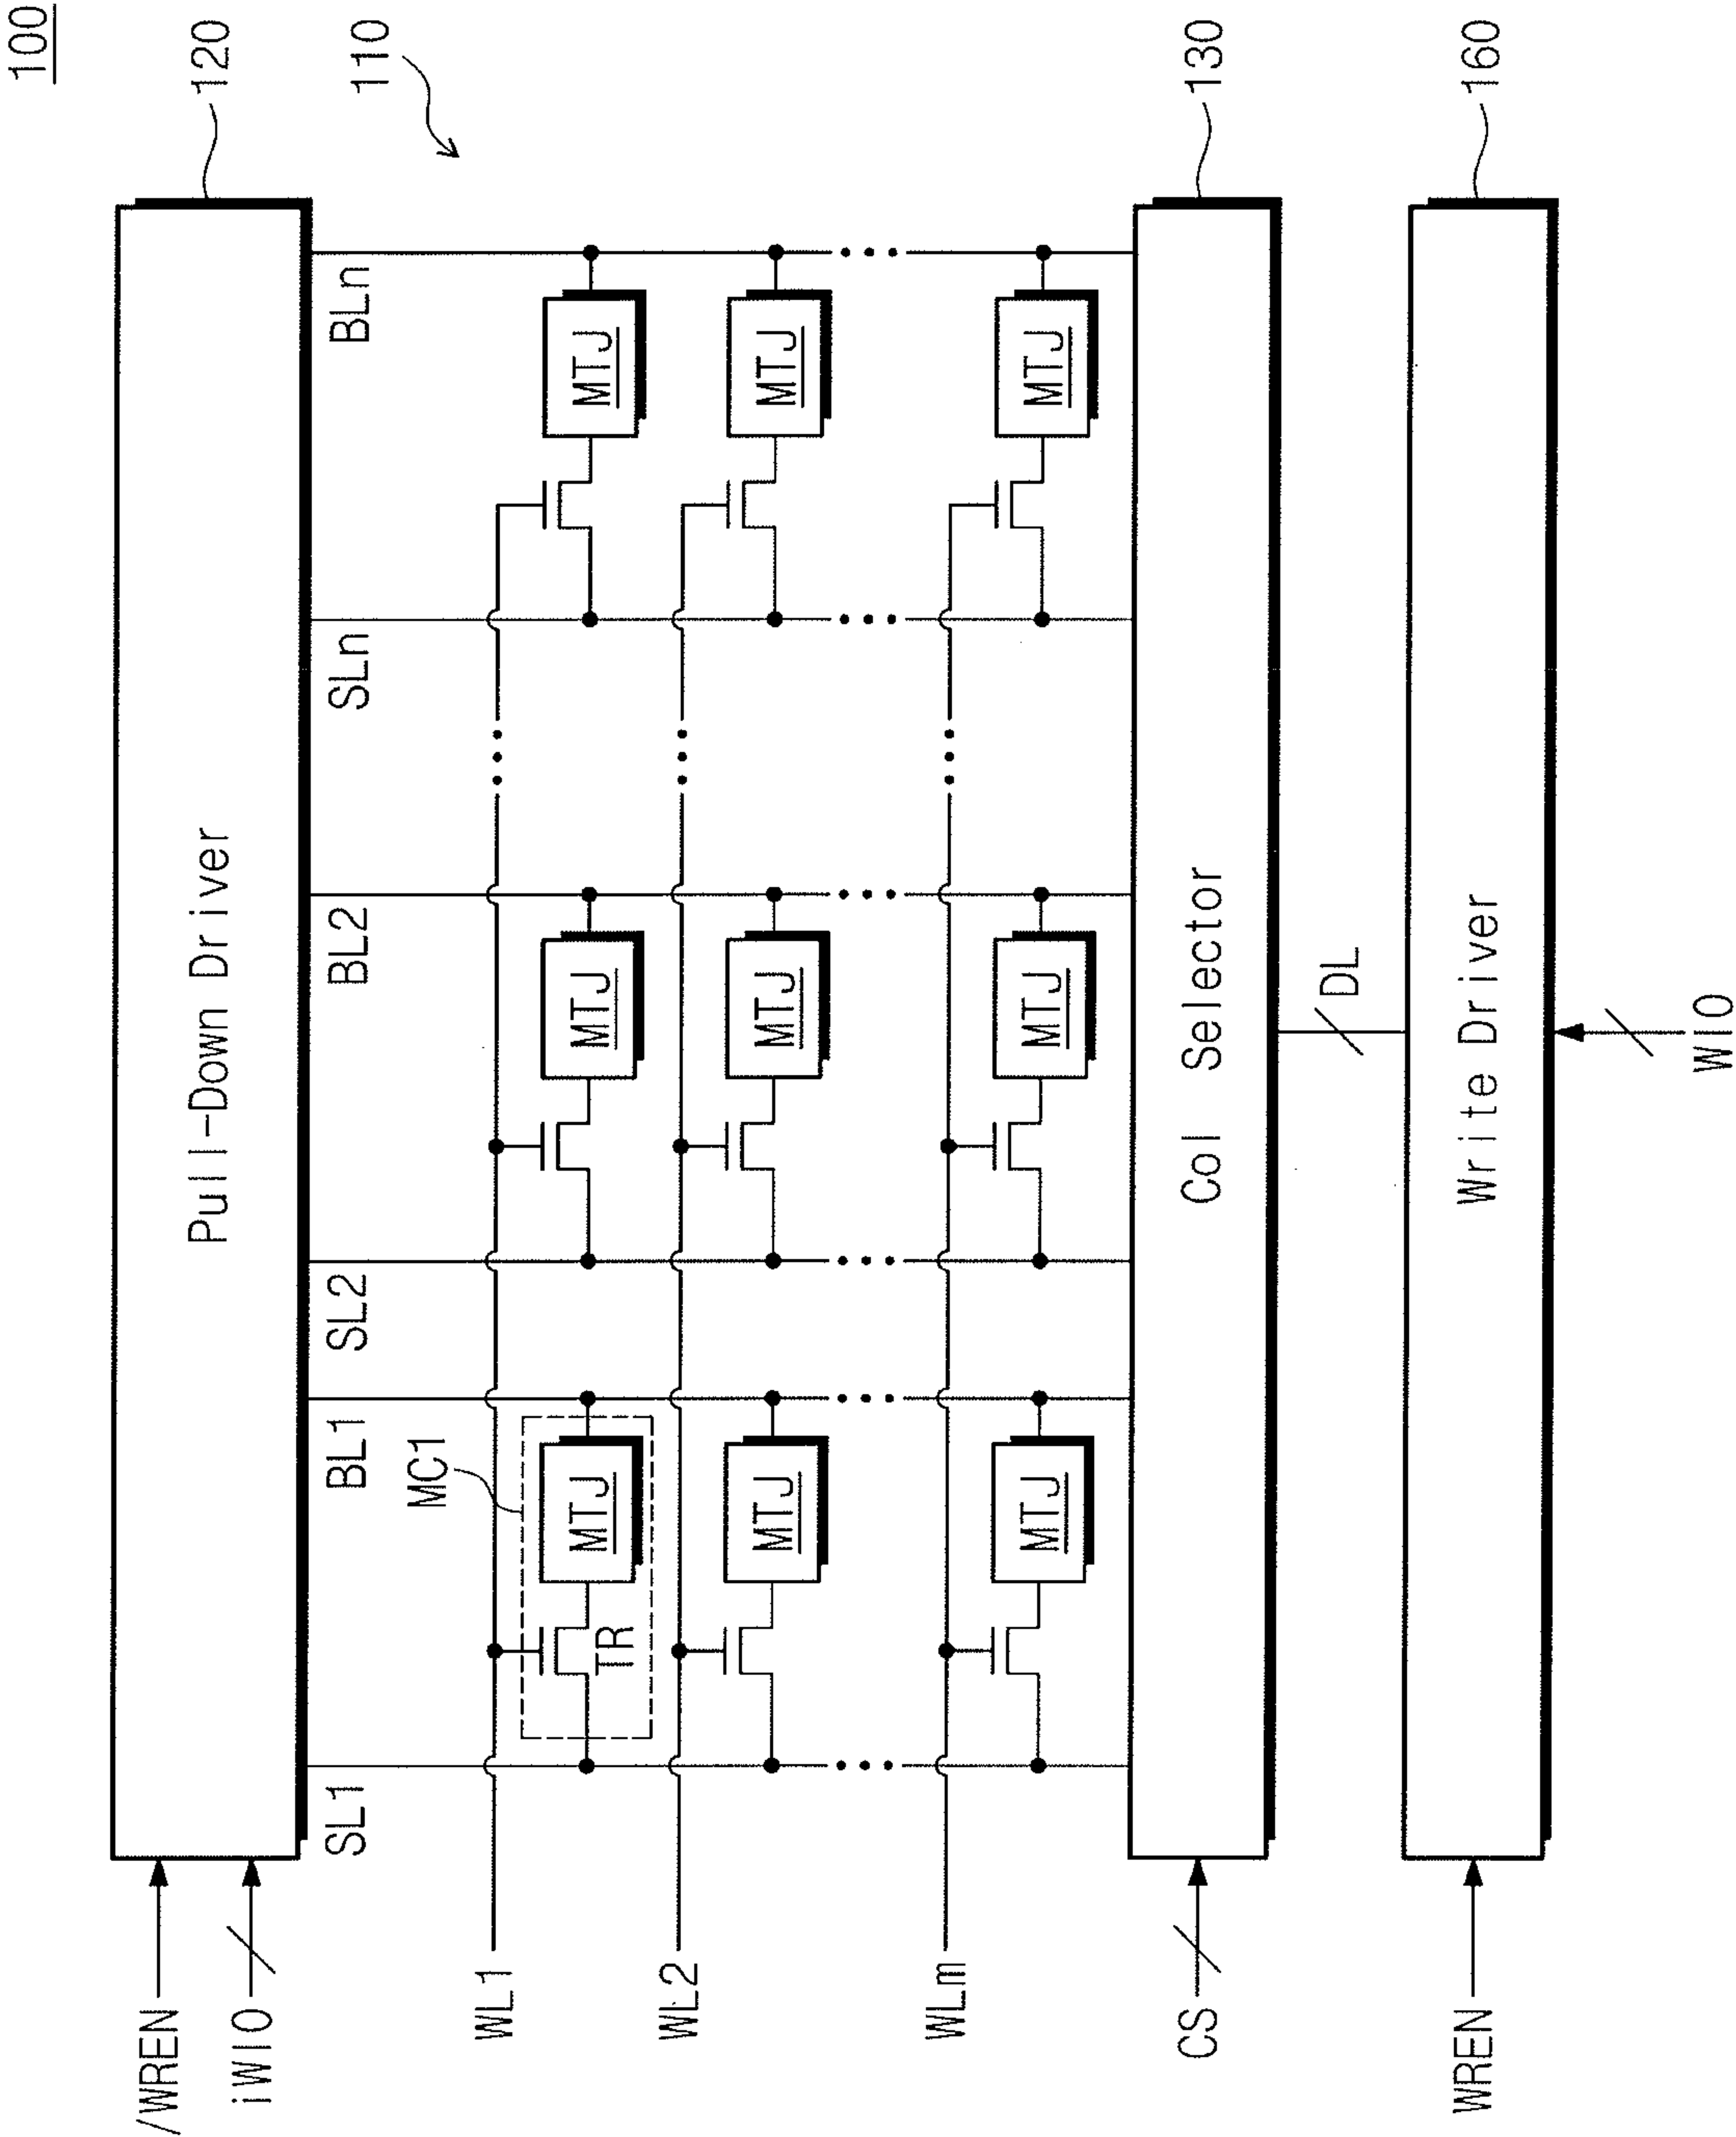 100
/WREN
iWIO
Pull-Down Driver
120
110
SL1
BL1
SL2
BL2
SLn
BLn
MC1
WL1
TR
MTJ
MTJ
MTJ
WL2
MTJ
MTJ
MTJ
WLm
MTJ
MTJ
MTJ
CS
Col Selector
130
DL
WREN
Write Driver
160
WIO